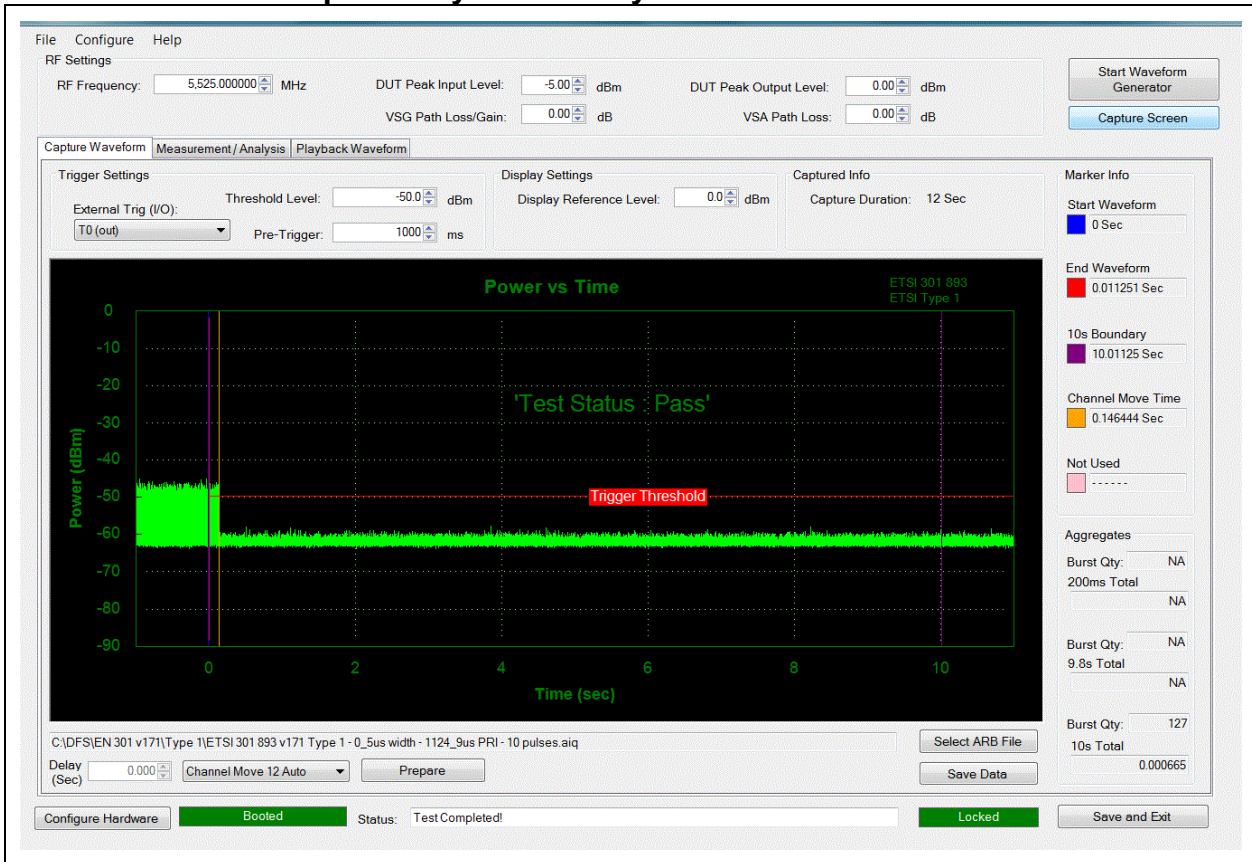 File Configure Help
RF Settings
RF Frequency: 5,525.000000 MHz
DUT Peak Input Level: -5.00 dBm
DUT Peak Output Level: 0.00 dBm
VSG Path Loss/Gain: 0.00 dB
VSA Path Loss: 0.00 dB
Start Waveform
Generator
Capture Screen
Capture Waveform Measurement / Analysis Playback Waveform
Trigger Settings
External Trig (I/O):
T0 (out)
Threshold Level: -50.0 dBm
Pre-Trigger: 1000 ms
Display Settings
Display Reference Level: 0.0 dBm
Captured Info
Capture Duration: 12 Sec
Marker Info
Start Waveform
0 Sec
End Waveform
0.011251 Sec
10s Boundary
10.01125 Sec
Channel Move Time
0.146444 Sec
Not Used
- - - - - -
Power vs Time
ETSI 301 893
ETSI Type 1
'Test Status : Pass'
Trigger Threshold
Power (dBm)
0
-10
-20
-30
-40
-50
-60
-70
-80
-90
0 2 4 6 8 10
Time (sec)
Aggregates
Burst Qty: NA
200ms Total
NA
Burst Qty: NA
9.8s Total
NA
Burst Qty: 127
10s Total
0.000665
C:\DFS\EN 301 v171\Type 1\ETSI 301 893 v171 Type 1 - 0_5us width - 1124_9us PRI - 10 pulses.aiq
Select ARB File
Delay
(Sec)
0.000
Channel Move 12 Auto
Prepare
Save Data
Configure Hardware
Booted
Status: Test Completed!
Locked
Save and Exit